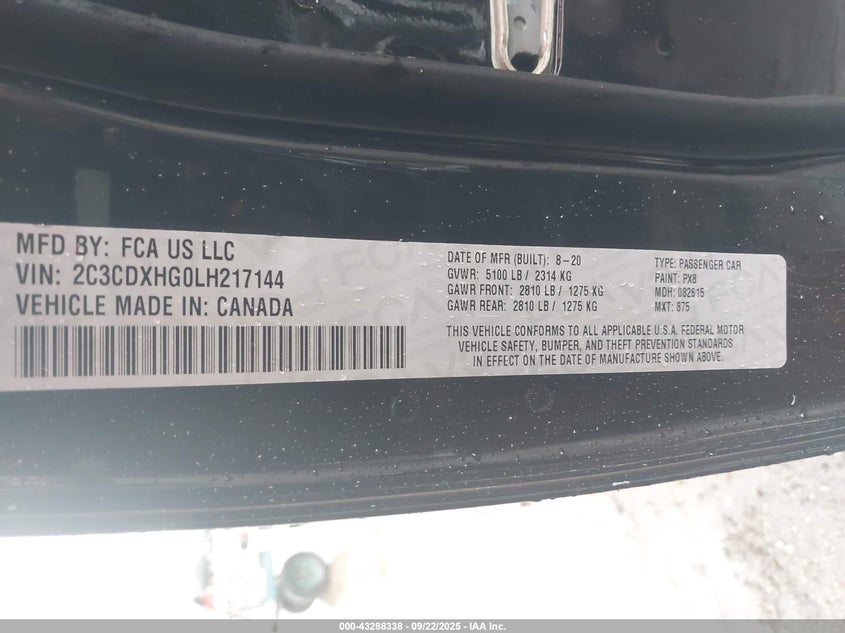 MFD BY: FCA US LLC
VIN: 2C3CDXHG0LH217144
VEHICLE MADE IN: CANADA
DATE OF MFR (BUILT): 8-20
GVWR: 5100 LB / 2314 KG
GAWR FRONT: 2810 LB / 1275 KG
GAWR REAR: 2810 LB / 1275 KG
TYPE: PASSENGER CAR
PAINT: PX8
MDH: 082615
MXT: 875
THIS VEHICLE CONFORMS TO ALL APPLICABLE U.S.A. FEDERAL MOTOR
VEHICLE SAFETY, BUMPER, AND THEFT PREVENTION STANDARDS
IN EFFECT ON THE DATE OF MANUFACTURE SHOWN ABOVE.
000-43288338 - 09/22/2025 - IAA Inc.